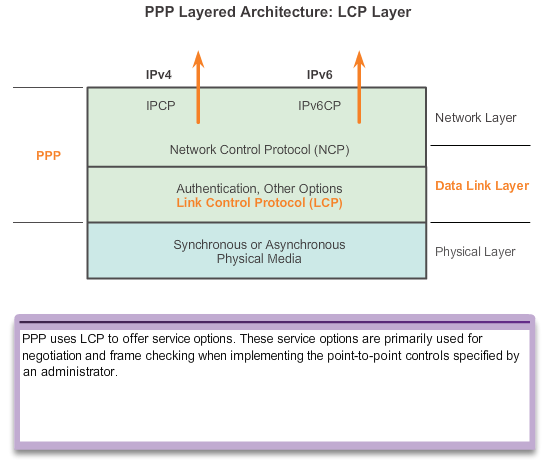 PPP Layered Architecture: LCP Layer
IPv4
IPv6
IPCP
IPv6CP
Network Layer
Network Control Protocol (NCP)
PPP
Authentication, Other Options
Link Control Protocol (LCP)
Data Link Layer
Synchronous or Asynchronous
Physical Media
Physical Layer
PPP uses LCP to offer service options. These service options are primarily used for
negotiation and frame checking when implementing the point-to-point controls specified by
an administrator.